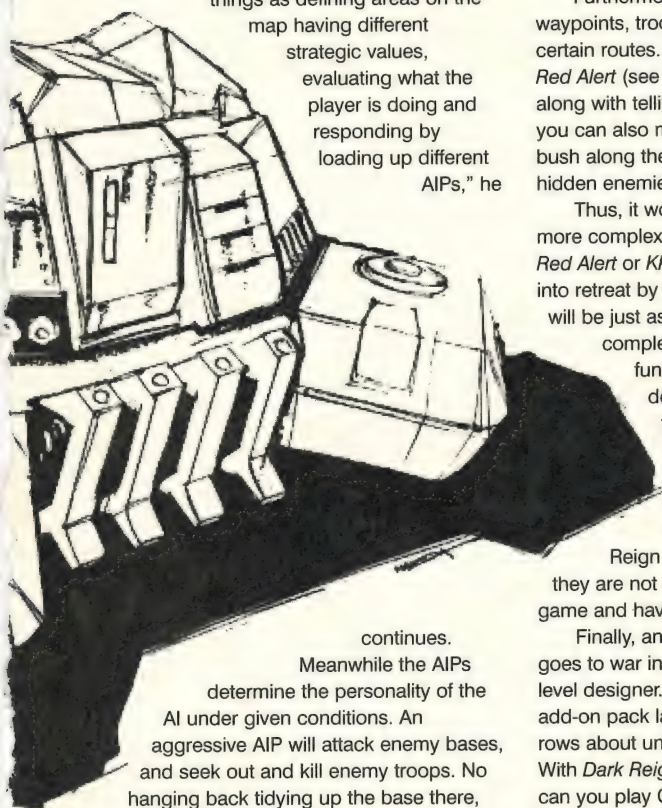 things as defining areas on the
map having different
strategic values,
evaluating what the
player is doing and
responding by
loading up different
AIPs," he
continues.
Meanwhile the AIPs
determine the personality of the
AI under given conditions. An
aggressive AIP will attack enemy bases,
and seek out and kill enemy troops. No
hanging back tidying up the base there,
waypoints, troo
certain routes.
Red Alert (see
along with telli
you can also m
bush along the
hidden enemie
Thus, it wo
more complex
Red Alert or K
into retreat by
will be just as
comple
fun
de
Reign
they are not
game and hav
Finally, an
goes to war in
level designer.
add-on pack la
rows about un
With Dark Reig
can you play